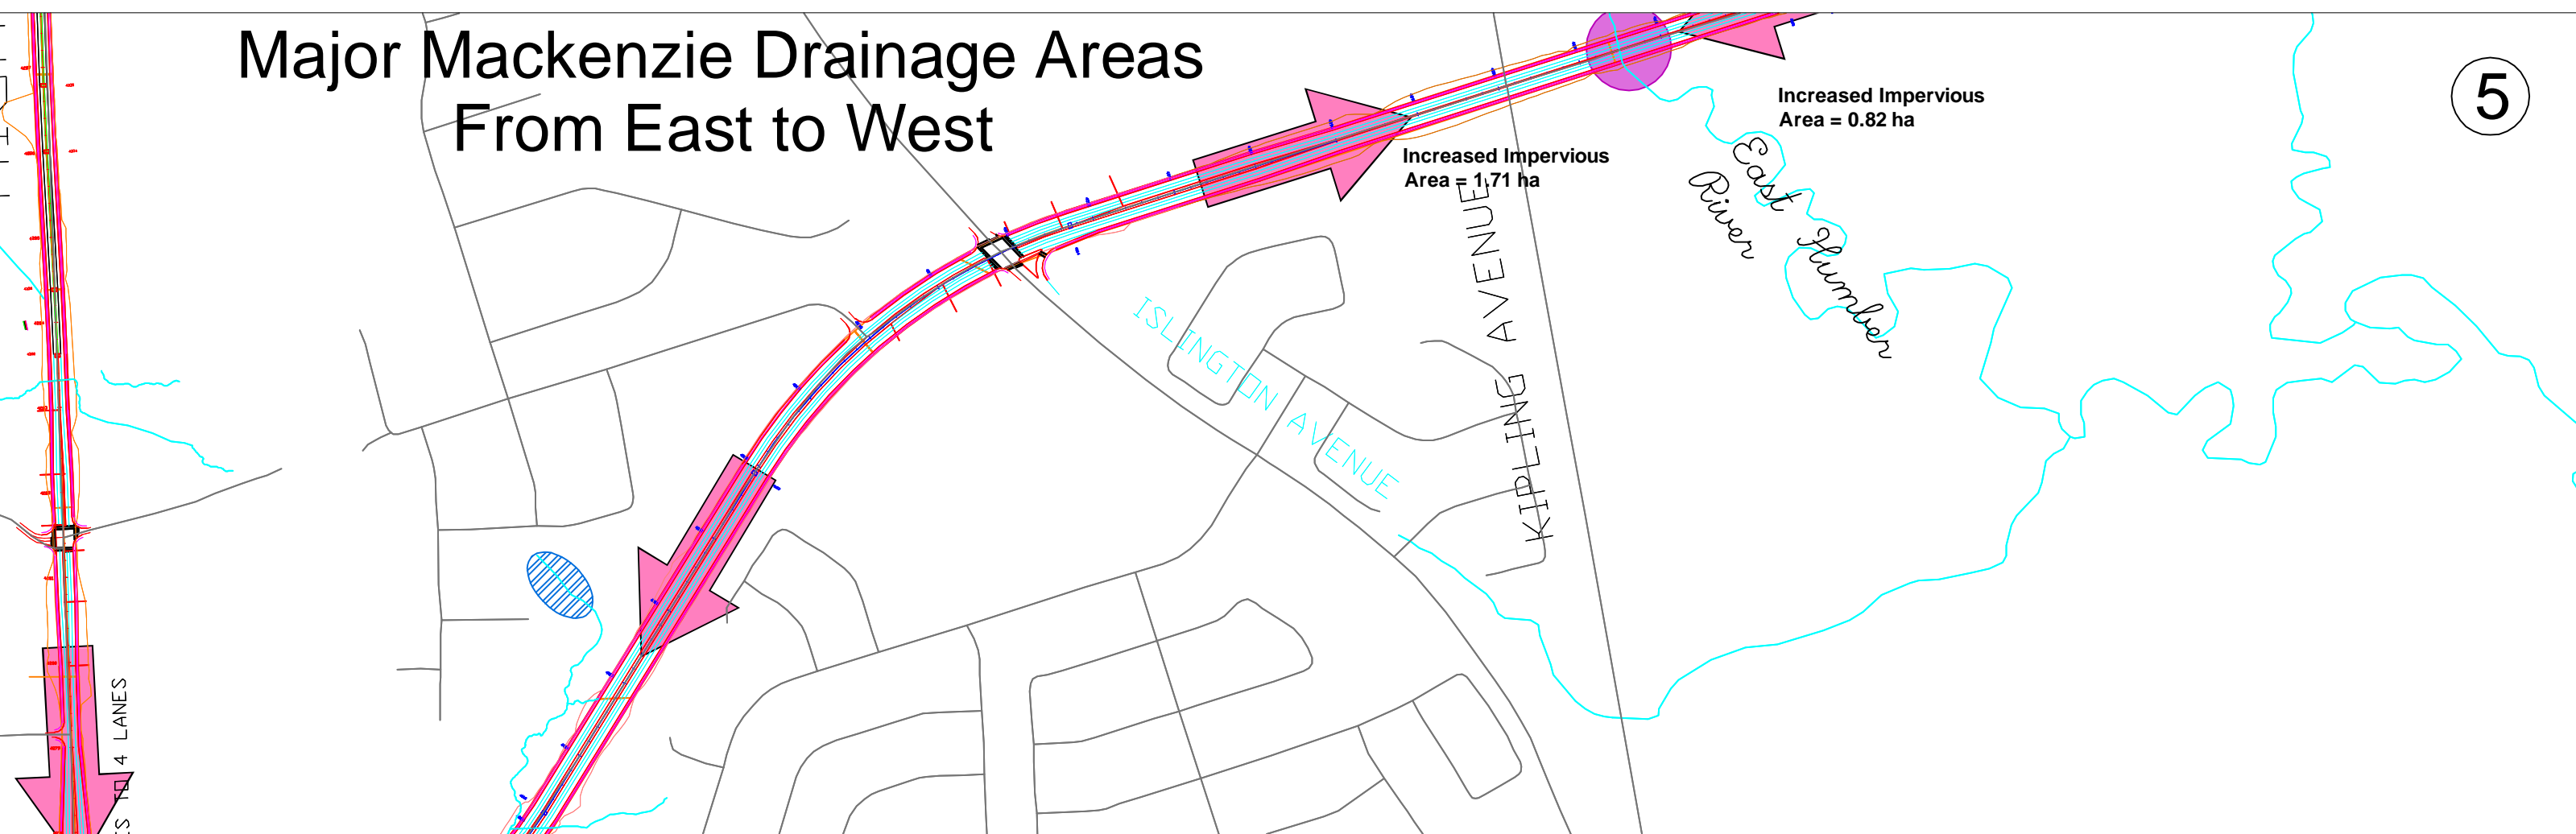 Major Mackenzie Drainage Areas
From East to West
5
Increased Impervious
Area = 0.82 ha
Increased Impervious
Area = 1.71 ha
East Humber
River
KIPLING AVENUE
ISLINGTON AVENUE
TO 4 LANES